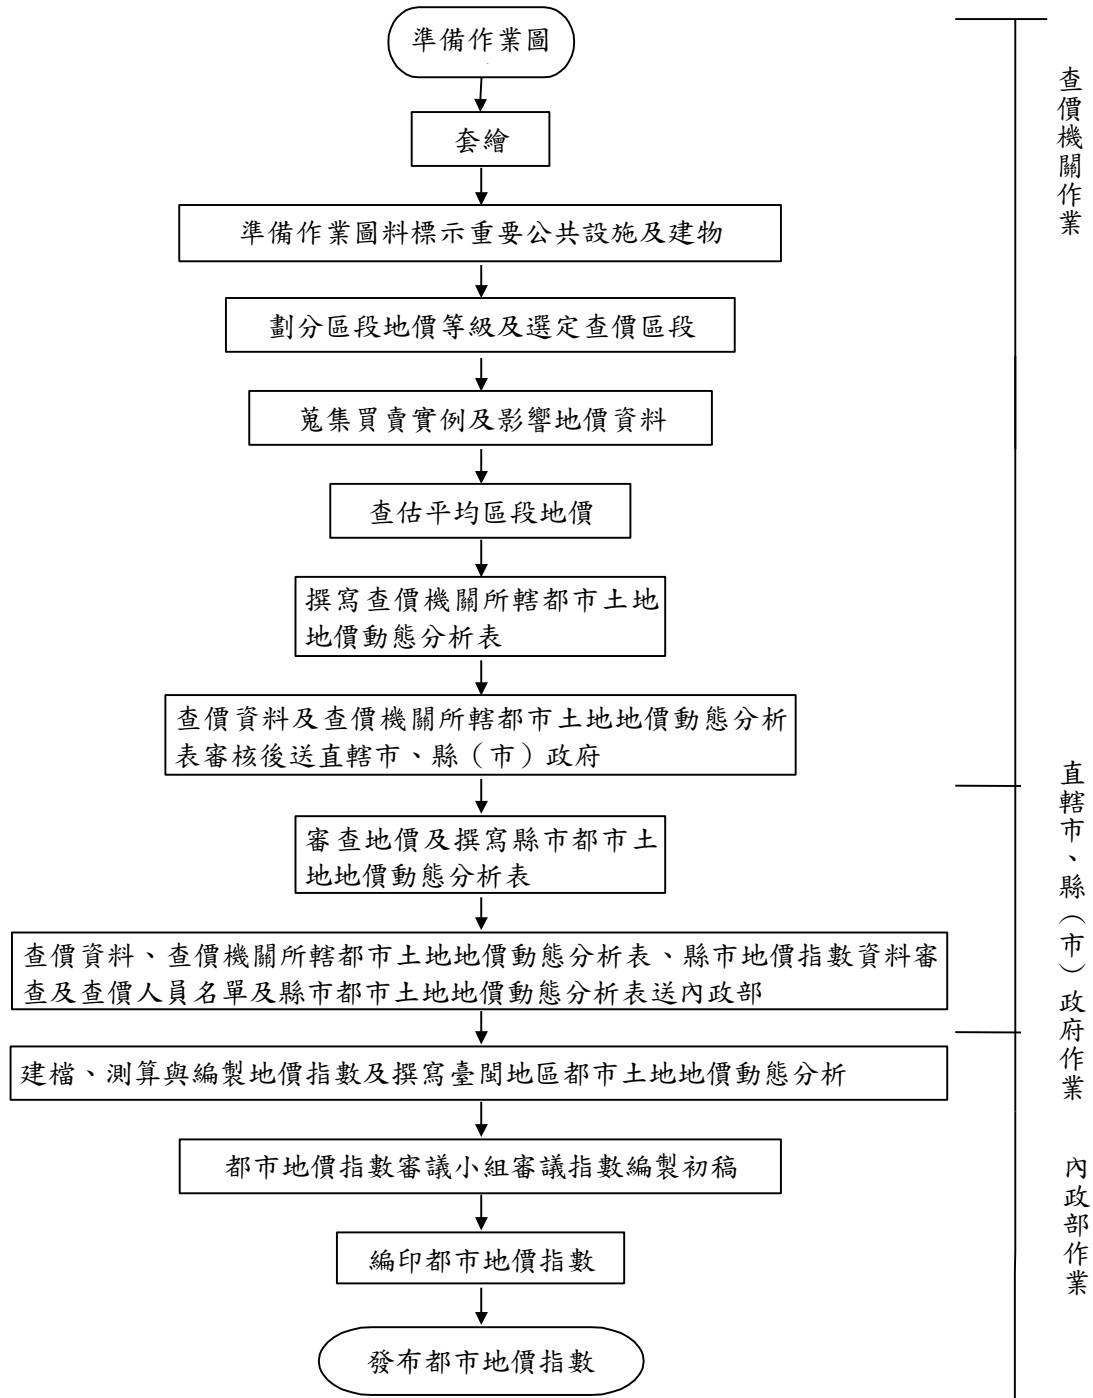 準備作業圖
套繪
準備作業圖料標示重要公共設施及建物
劃分區段地價等級及選定查價區段
蒐集買賣實例及影響地價資料
查估平均區段地價
撰寫查價機關所轄都市土地
地價動態分析表
查價資料及查價機關所轄都市土地地價動態分析
表審核後送直轄市、縣（市）政府
審查地價及撰寫縣市都市土
地地價動態分析表
查價資料、查價機關所轄都市土地地價動態分析表、縣市地價指數資料審
查及查價人員名單及縣市都市土地地價動態分析表送內政部
建檔、測算與編製地價指數及撰寫臺閩地區都市土地地價動態分析
都市地價指數審議小組審議指數編製初稿
編印都市地價指數
發布都市地價指數
查價機關作業
直轄市、縣（市）政府作業
內政部作業